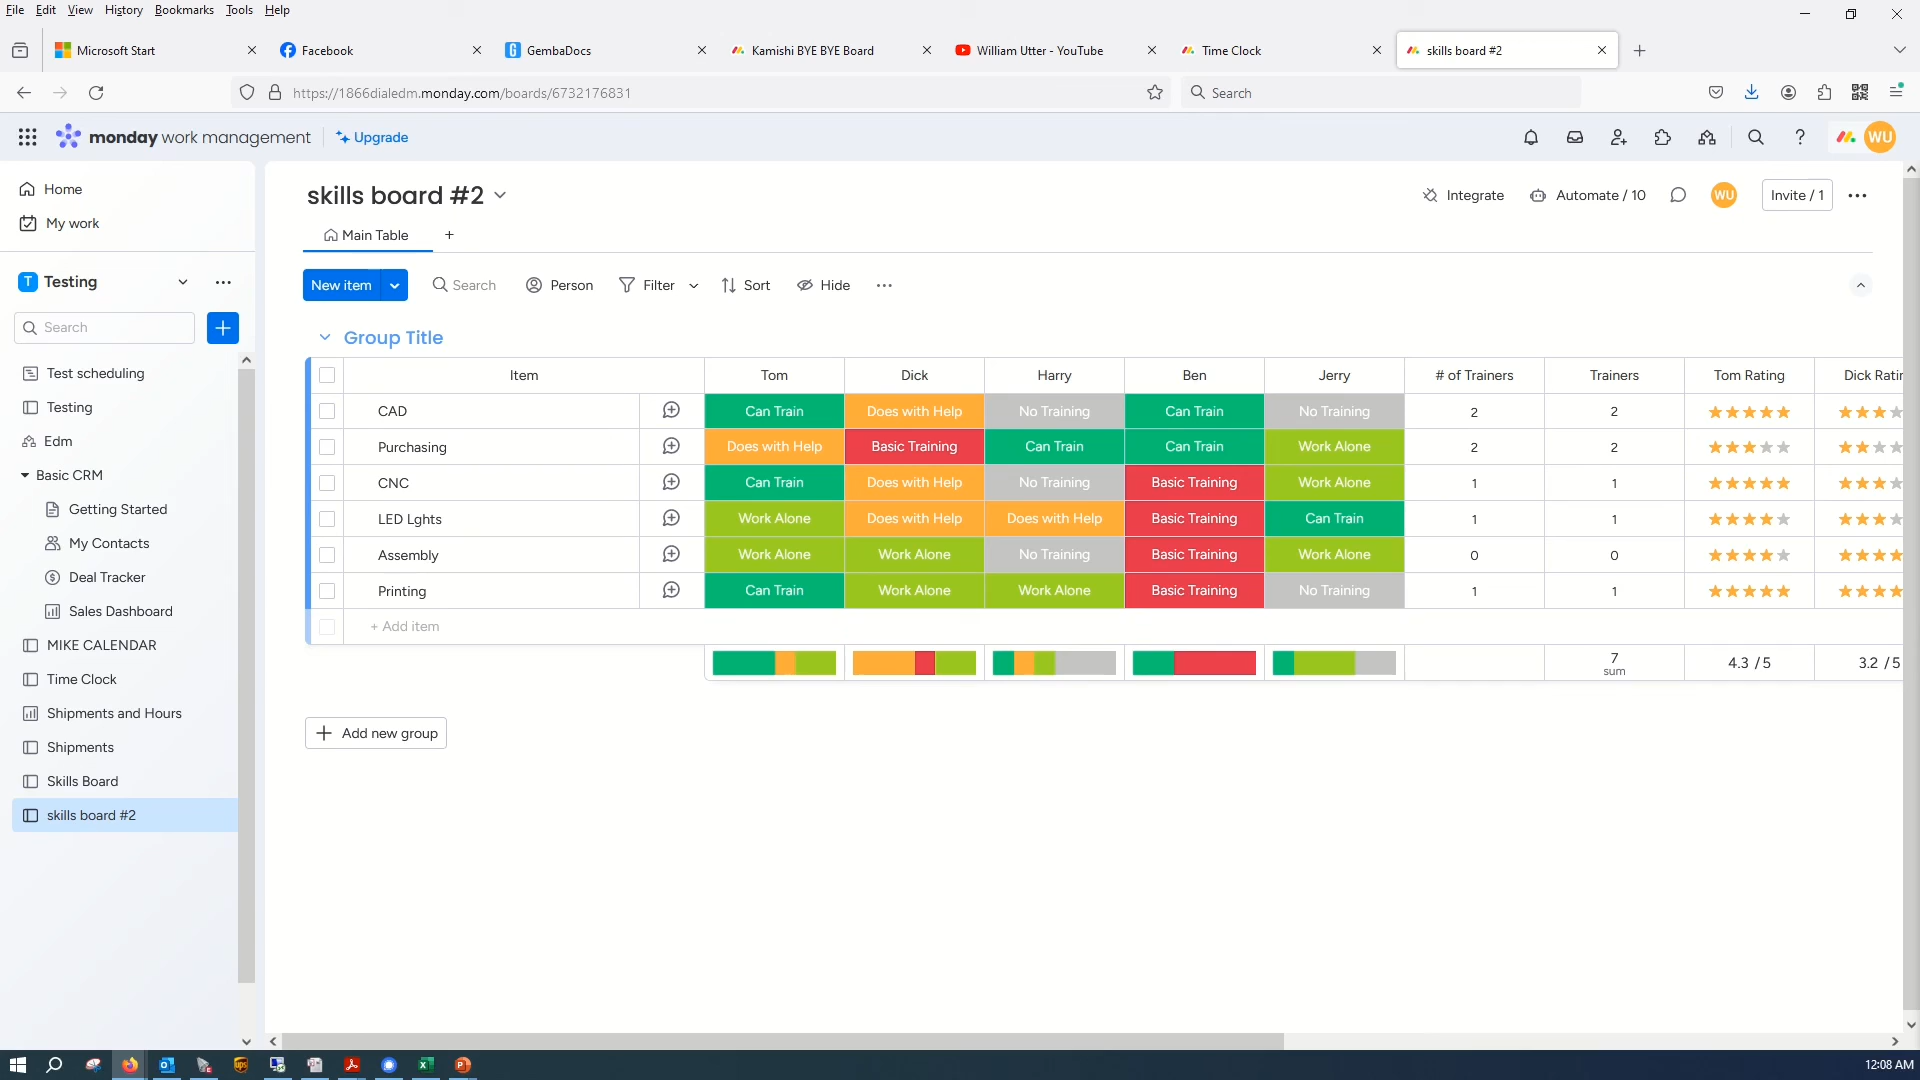 File Edit View History Bookmarks Tools Help
Microsoft Start Facebook GembaDocs Kamishi BYE BYE Board William Utter - YouTube Time Clock skills board #2
https://1866dialedm.monday.com/boards/6732176831 Search
monday work management Upgrade WU
Home
My work
T Testing
Search
Test scheduling
Testing
Edm
Basic CRM
Getting Started
My Contacts
Deal Tracker
Sales Dashboard
MIKE CALENDAR
Time Clock
Shipments and Hours
Shipments
Skills Board
skills board #2
skills board #2 Integrate Automate / 10 WU Invite / 1
Main Table +
New item Search Person Filter Sort Hide
Group Title
Item Tom Dick Harry Ben Jerry # of Trainers Trainers Tom Rating Dick Ratin
CAD Can Train Does with Help No Training Can Train No Training 2 2
Purchasing Does with Help Basic Training Can Train Can Train Work Alone 2 2
CNC Can Train Does with Help No Training Basic Training Work Alone 1 1
LED Lghts Work Alone Does with Help Does with Help Basic Training Can Train 1 1
Assembly Work Alone Work Alone No Training Basic Training Work Alone 0 0
Printing Can Train Work Alone Work Alone Basic Training No Training 1 1
+ Add item
7 4.3 / 5 3.2 / 5
sum
+ Add new group
12:08 AM